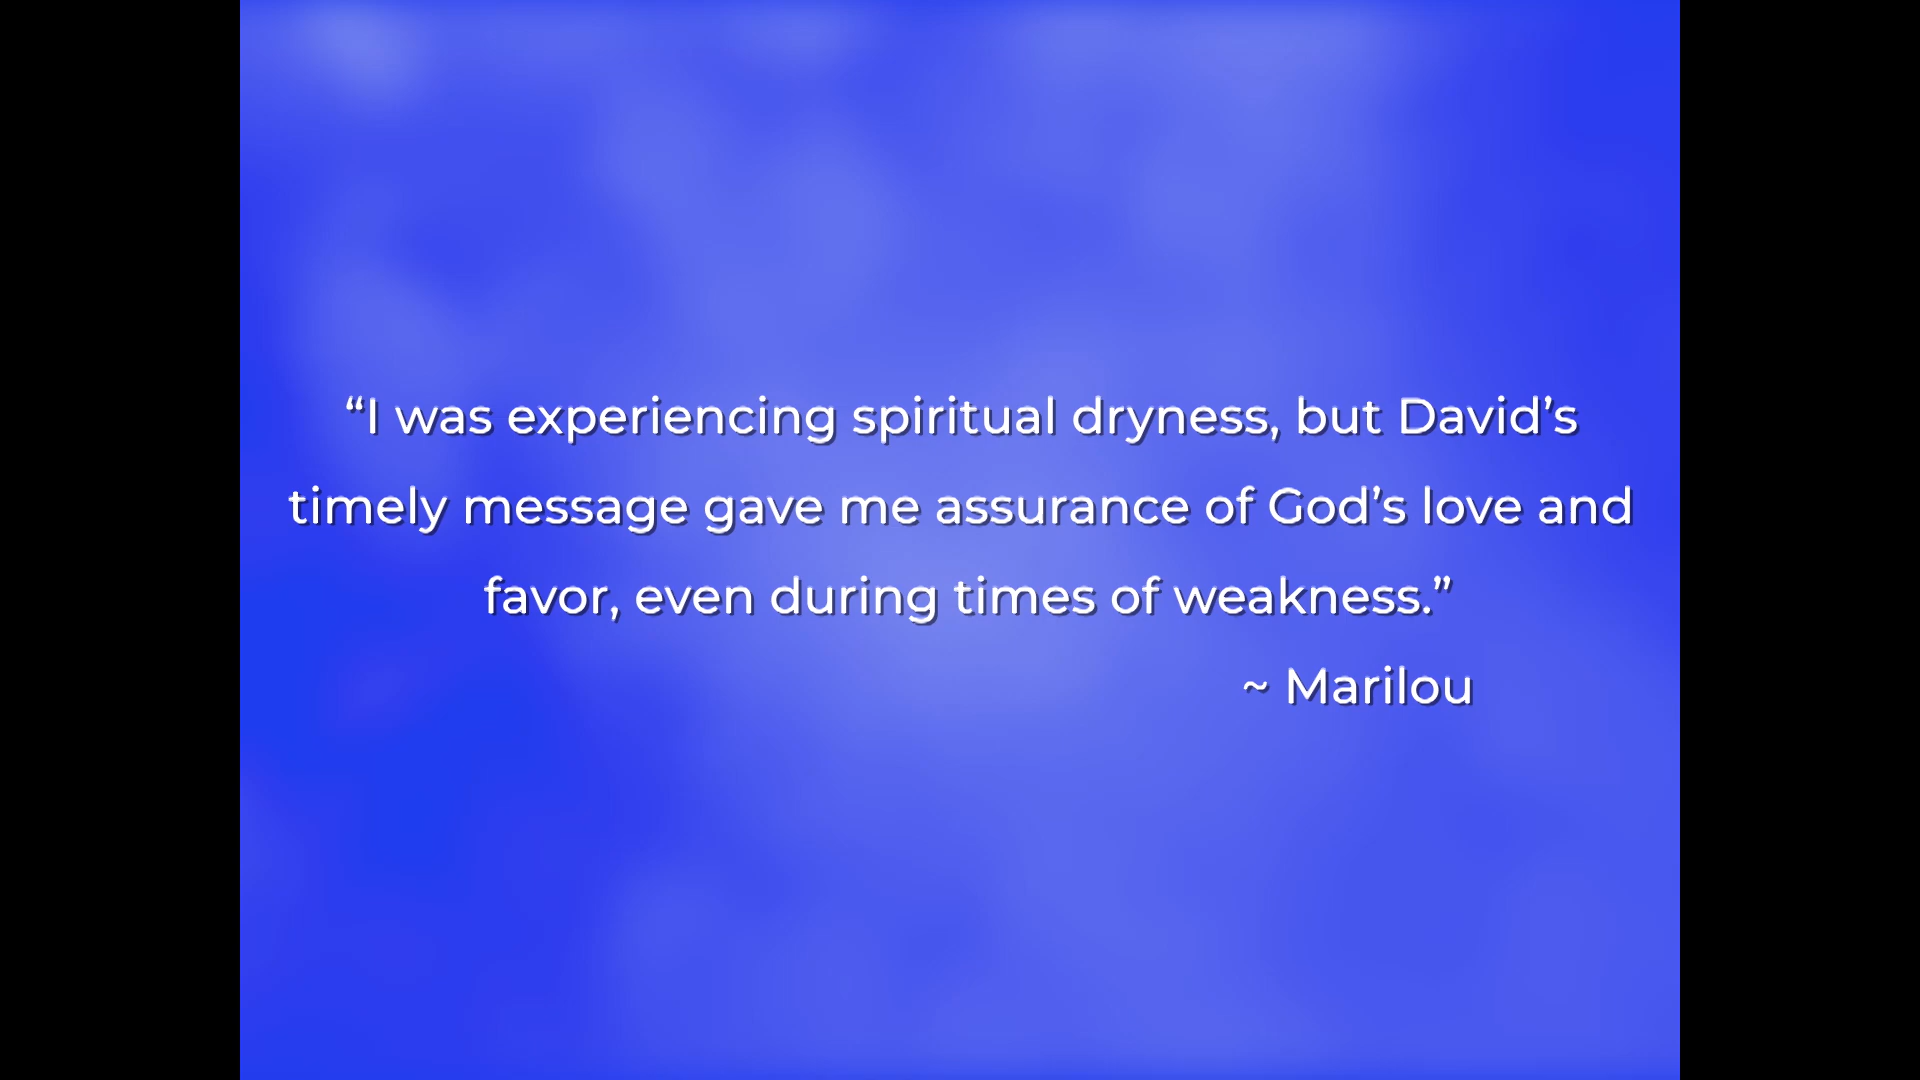 “I was experiencing spiritual dryness, but David’s
timely message gave me assurance of God’s love and
favor, even during times of weakness.”
~ Marilou